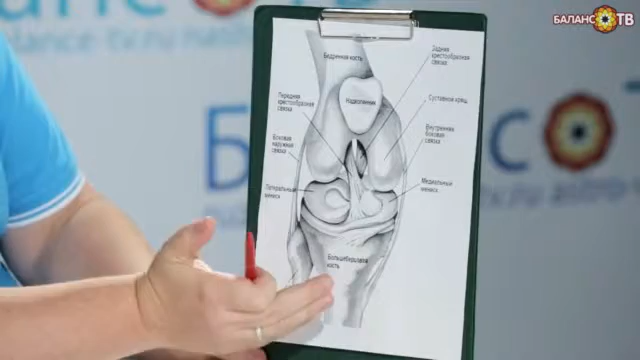 БАЛАНС ТВ
Бедренная кость
Задняя
крестообразная
связка
Передняя
крестообразная
связка
Надколенник
Суставной хрящ
Боковая
наружная
связка
Внутренняя
боковая
связка
Латеральный
мениск
Медиальный
мениск
Большеберцовая
кость